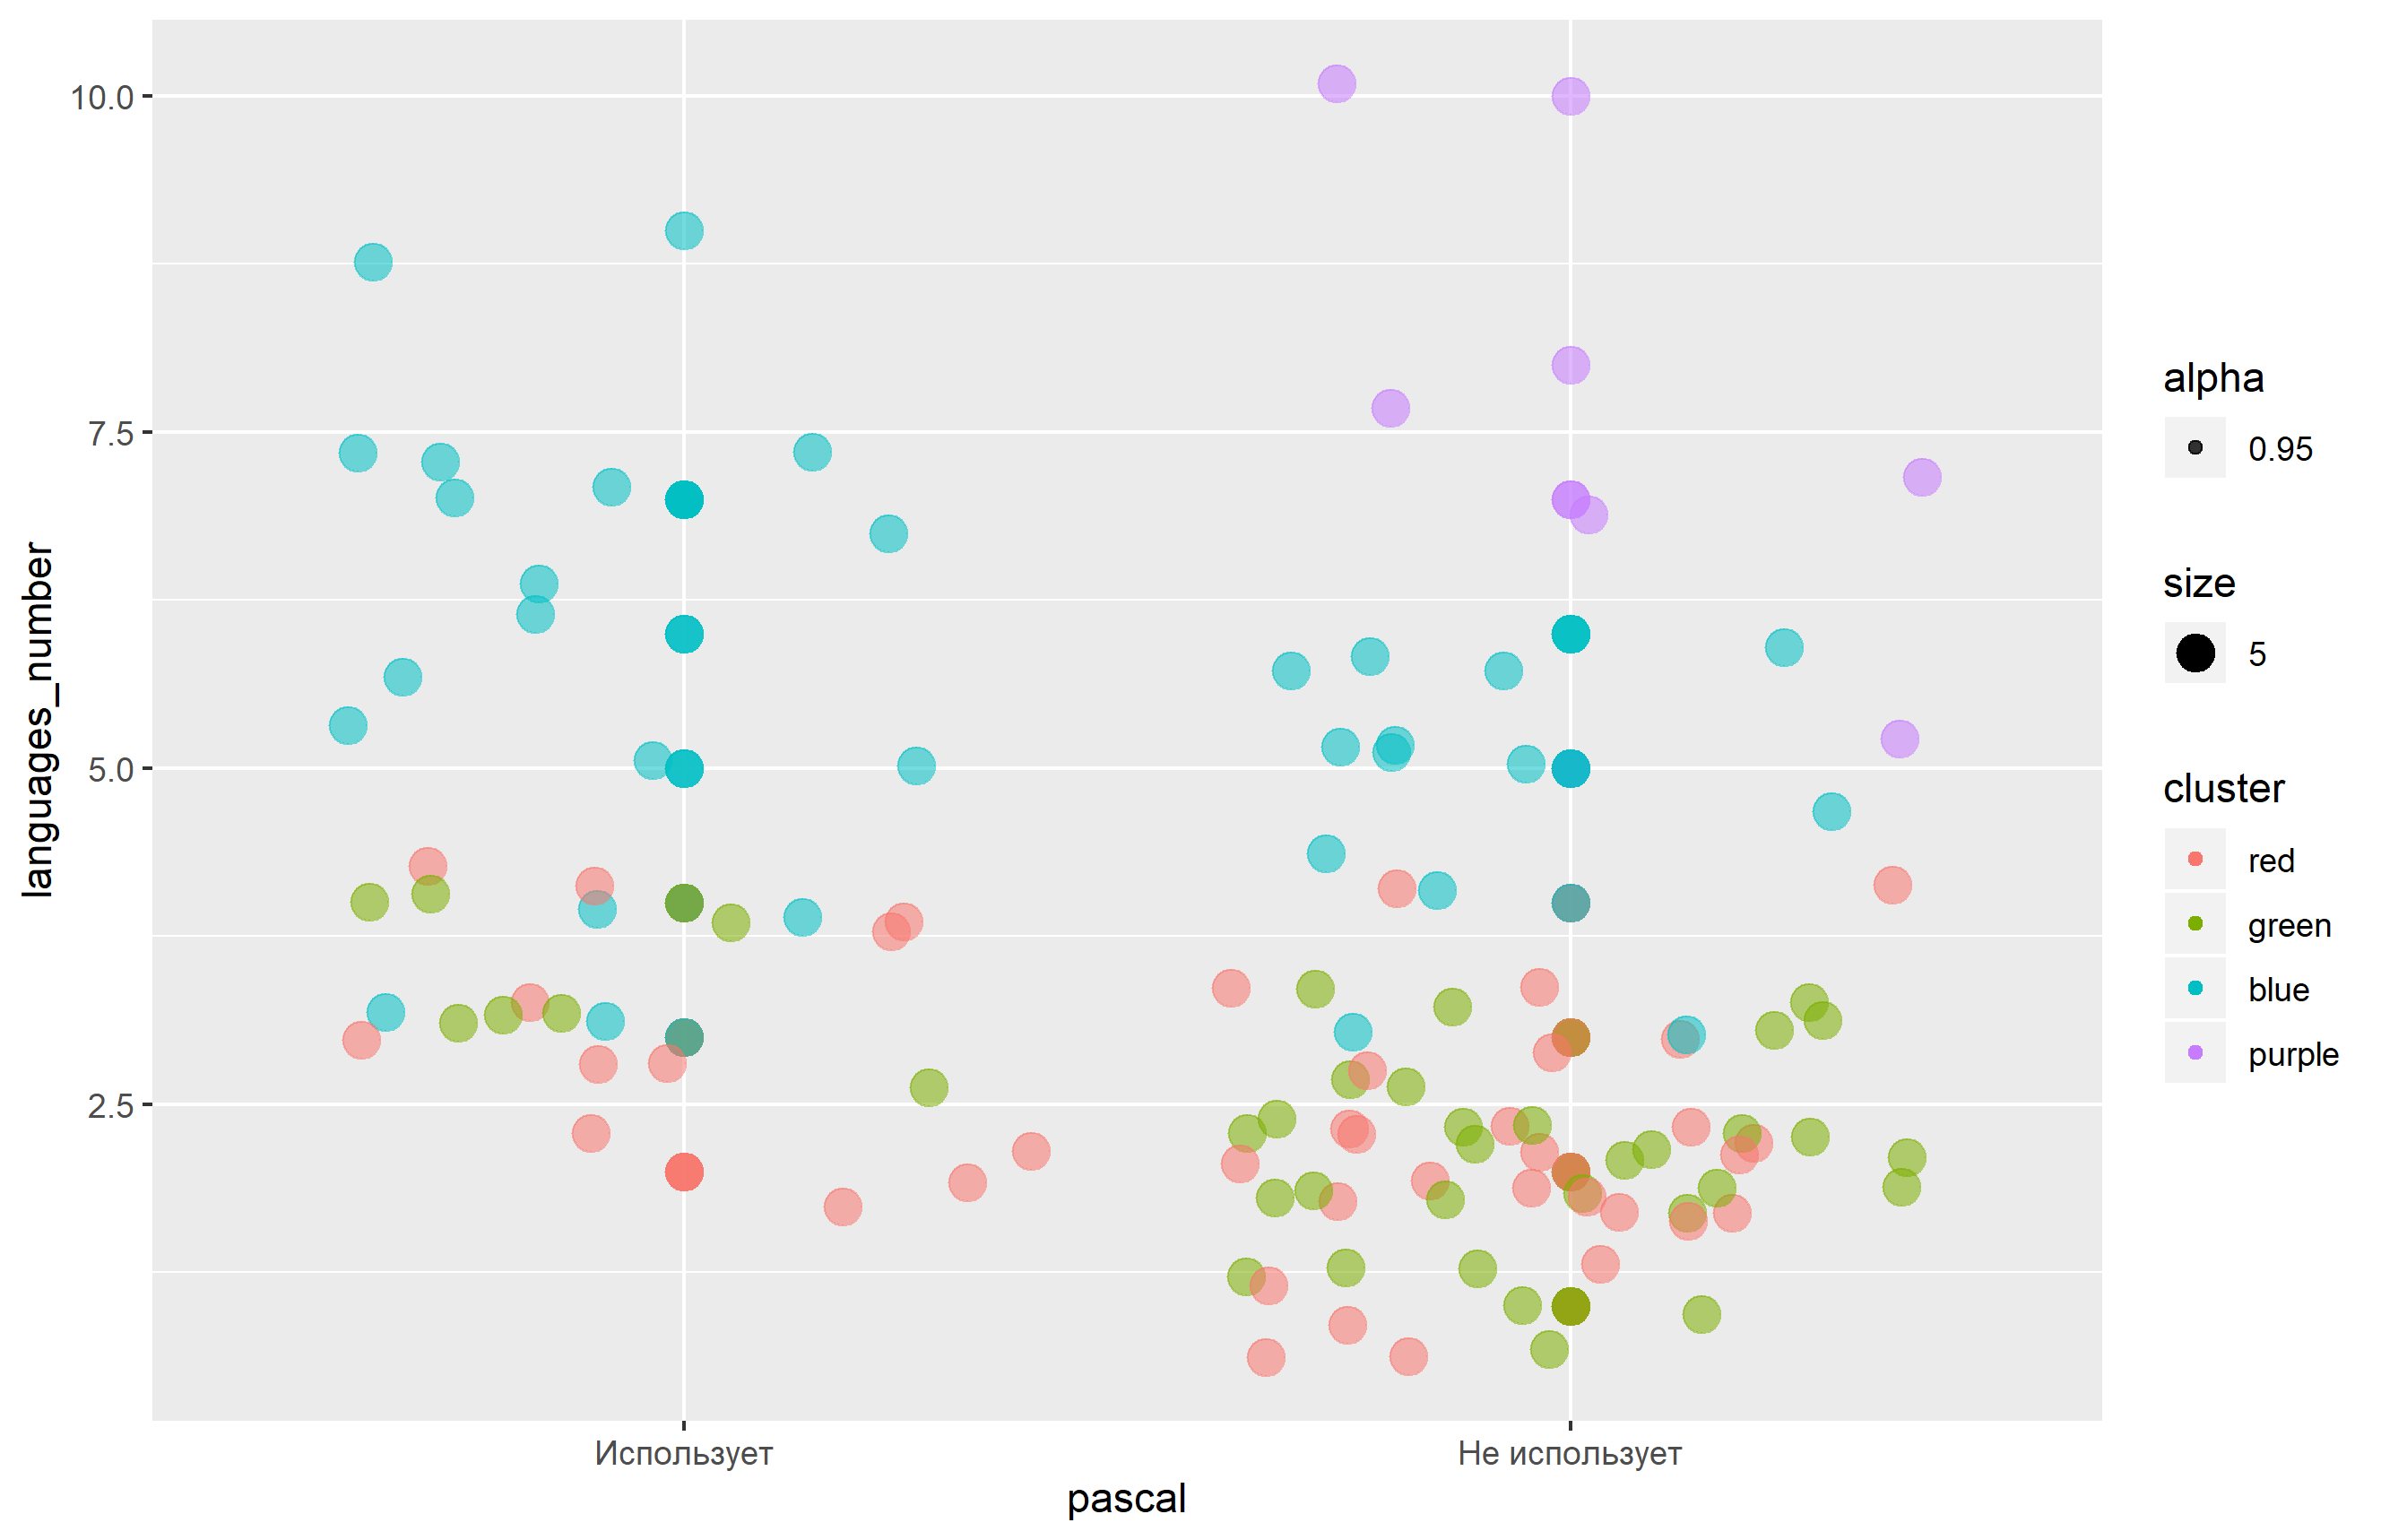 languages_number
10.0
7.5
5.0
2.5
Использует
Не использует
pascal
alpha
0.95
size
5
cluster
red
green
blue
purple